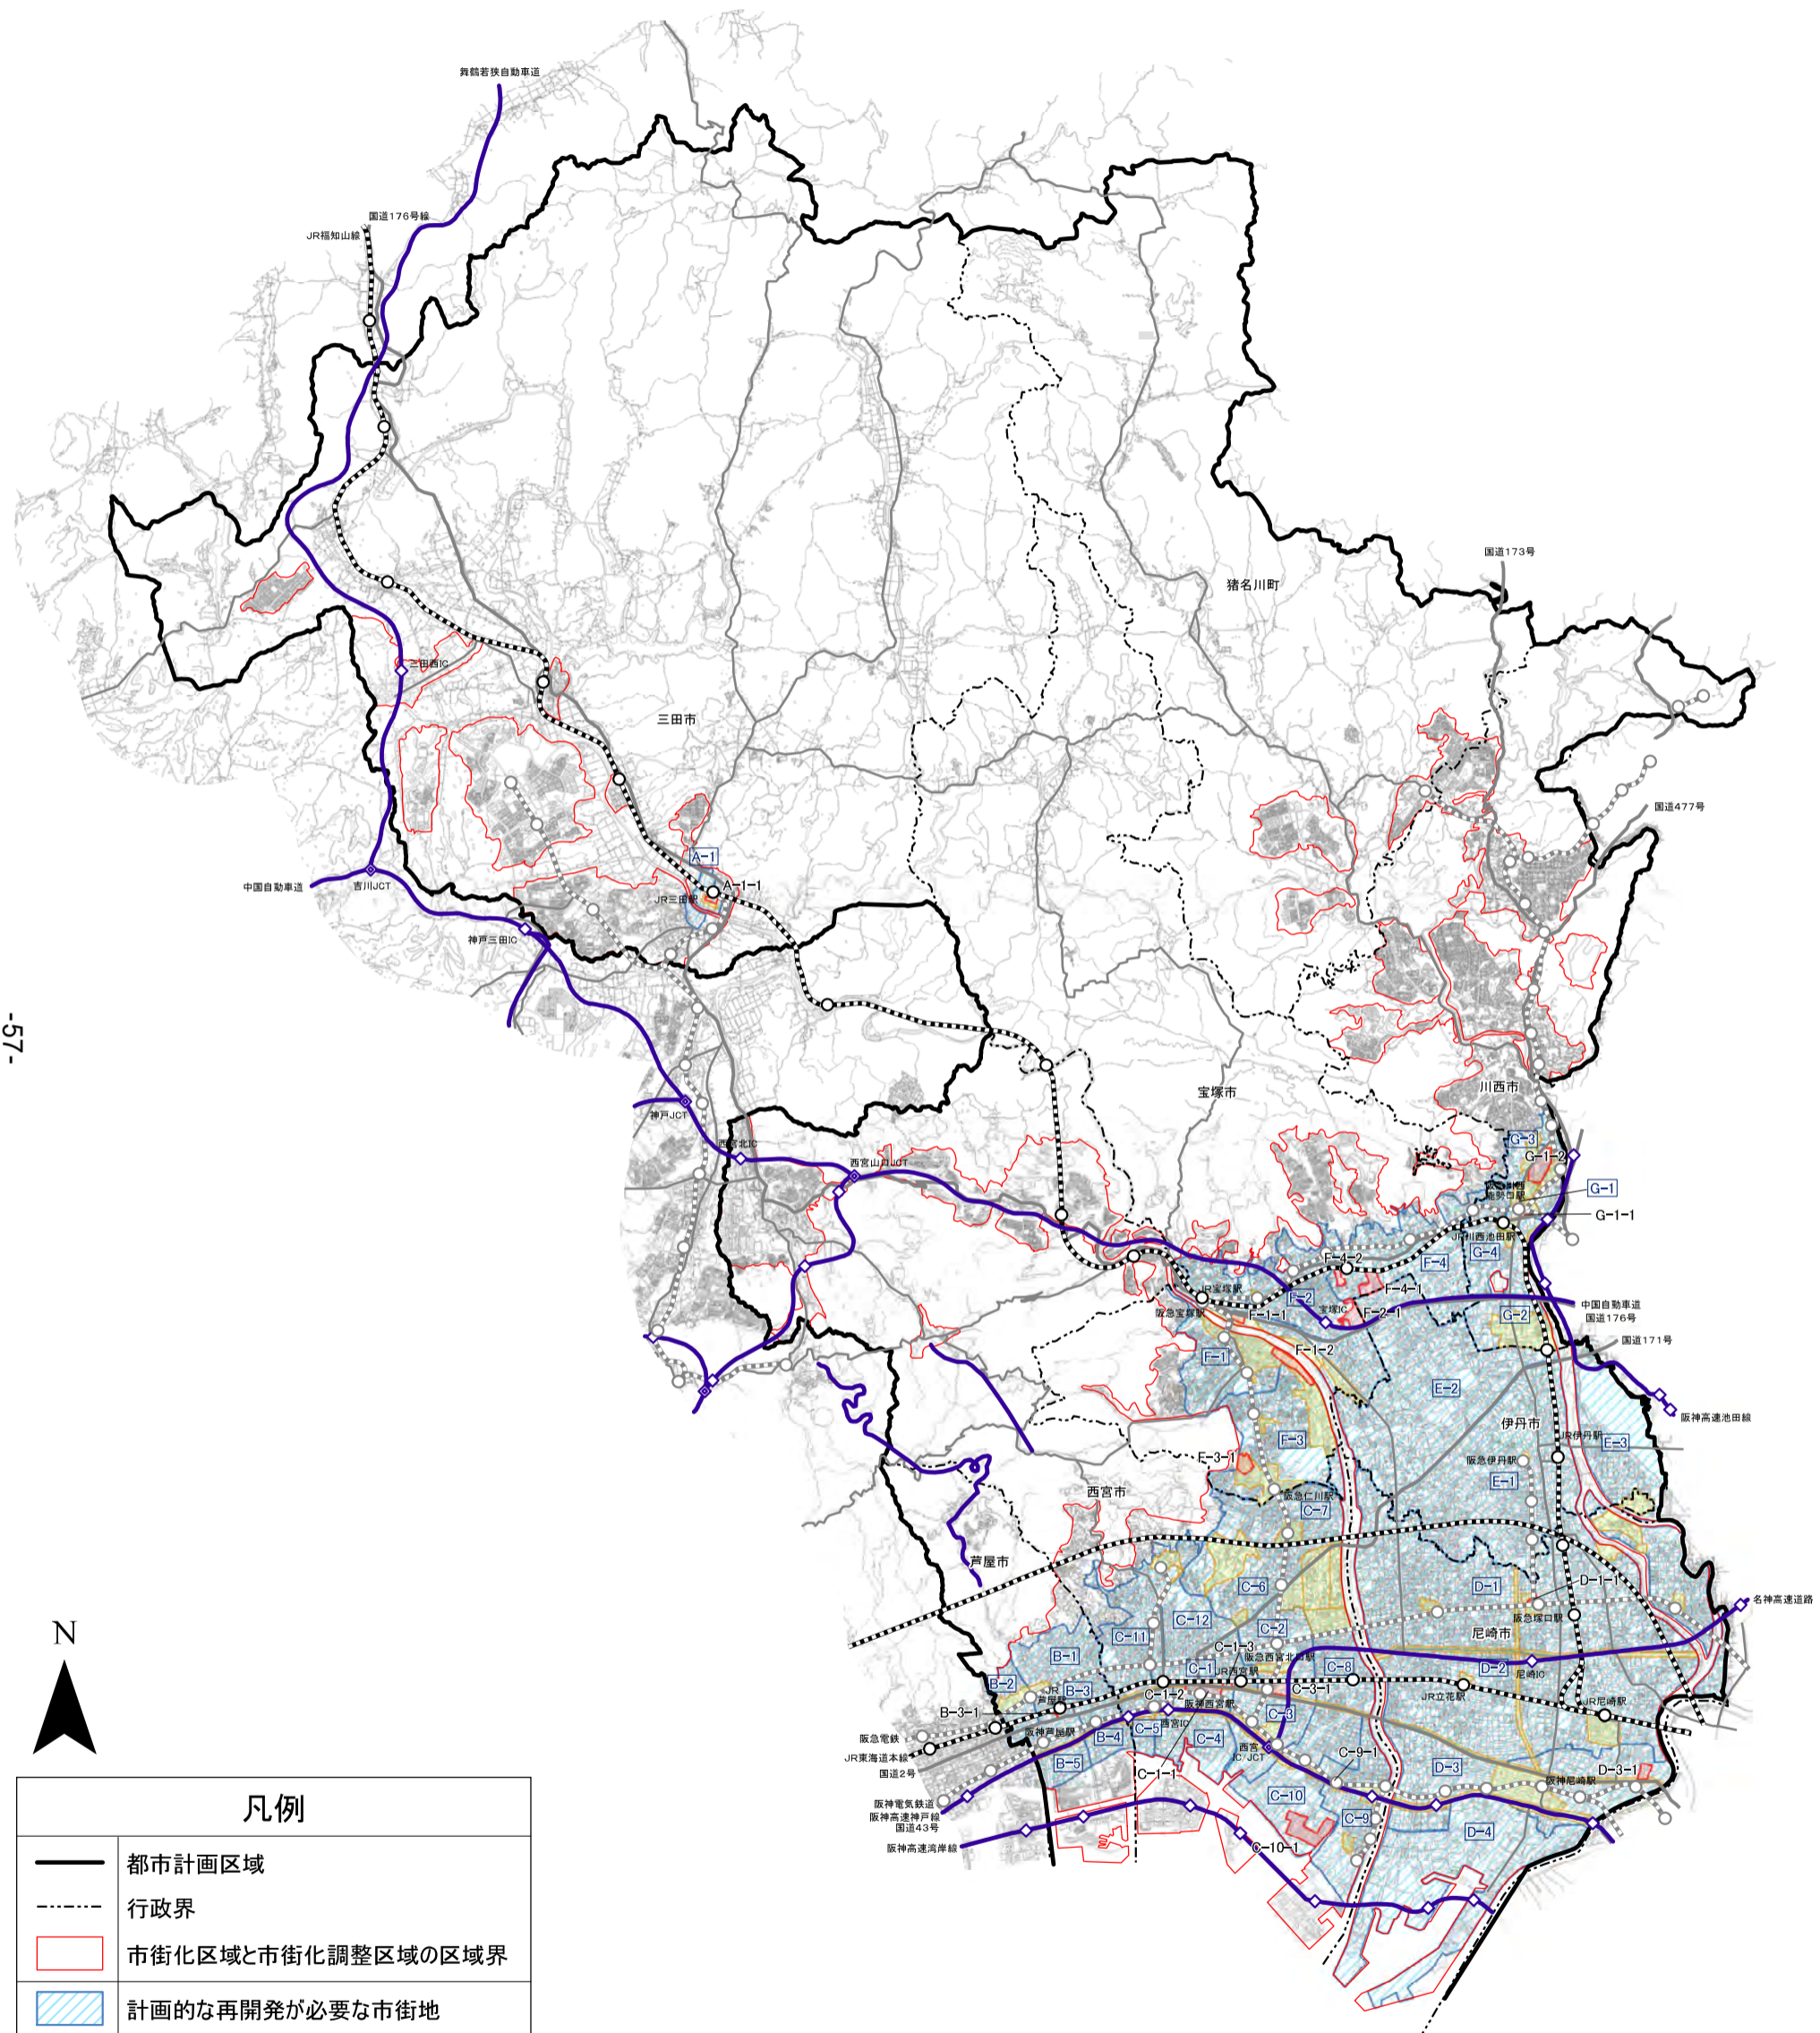 舞鶴若狭自動車道
国道176号線
JR福知山線
国道173号
猪名川町
三田西IC
三田市
国道477号
A-1
A-1-1
JR三田駅
中国自動車道
吉川JCT
神戸三田IC
-57-
宝塚市
川西市
神戸JCT
西宮北IC
西宮山口JCT
G-3
G-1-2
能勢口駅
G-1
G-1-1
JR川西池田駅
G-4
F-4-2
F-4
F-4-1
JR宝塚駅
F-2
阪急宝塚駅
F-1-1
宝塚IC
F-2-1
G-2
中国自動車道
国道176号
国道171号
F-1
F-1-2
E-2
伊丹市
阪神高速池田線
F-3
JR伊丹駅
E-3
F-3-1
阪急伊丹駅
E-1
西宮市
阪急仁川駅
C-7
芦屋市
C-6
D-1
D-1-1
名神高速道路
C-12
阪急塚口駅
C-11
C-2
尼崎市
C-1-3
B-1
阪急西宮北口駅
C-1
JR西宮駅
C-8
D-2
尼崎IC
B-2
B-3
JR
芦屋駅
C-1-2
阪神西宮駅
C-3-1
JR立花駅
JR尼崎駅
B-3-1
C-3
阪急電鉄
阪神芦屋駅
B-4
C-5
西宮IC
C-4
JR東海道本線
西宮
IC/JCT
C-9-1
国道2号
B-5
C-1-1
D-3
D-3-1
阪神尼崎駅
阪神電気鉄道
阪神高速神戸線
国道43号
C-10
C-9
D-4
阪神高速湾岸線
C-10-1
N
凡例
都市計画区域
行政界
市街化区域と市街化調整区域の区域界
計画的な再開発が必要な市街地